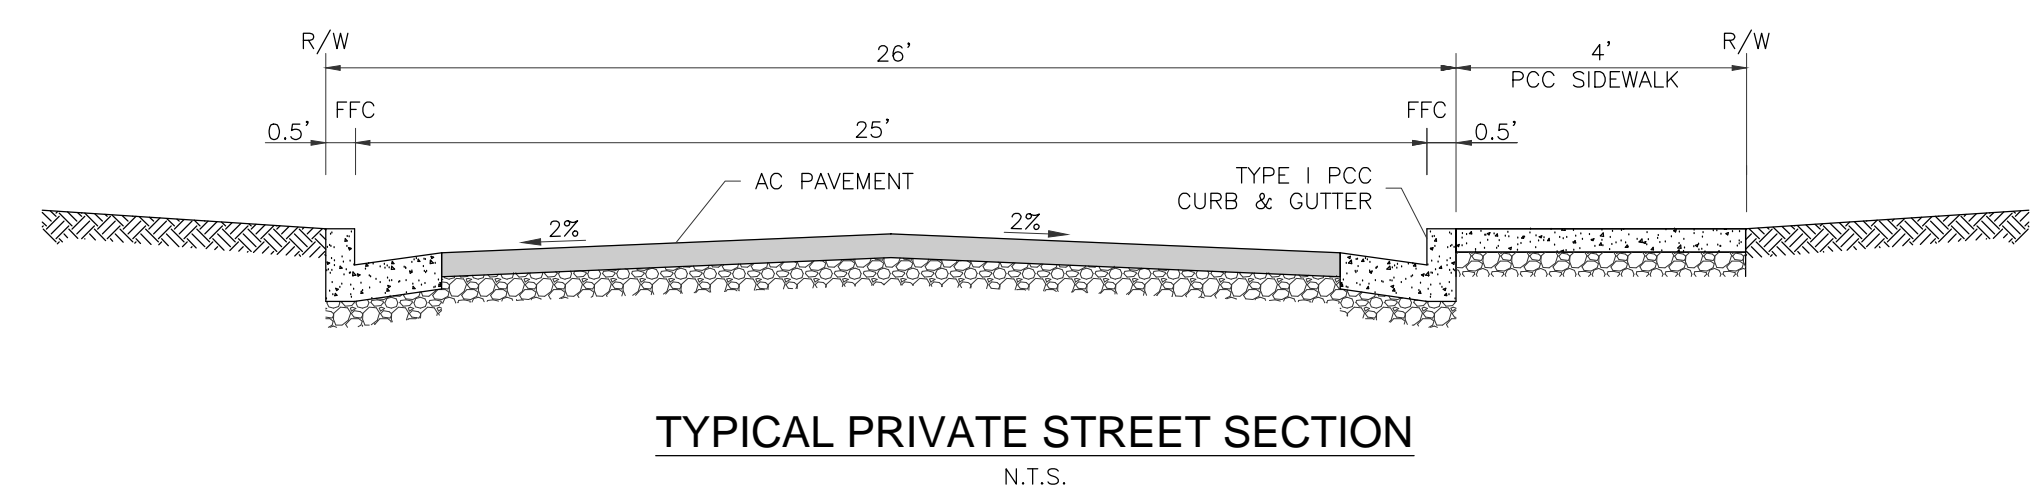 R/W
26'
4'
R/W
PCC SIDEWALK
FFC
FFC
0.5'
25'
0.5'
AC PAVEMENT
TYPE I PCC
CURB & GUTTER
2%
2%
TYPICAL PRIVATE STREET SECTION
N.T.S.